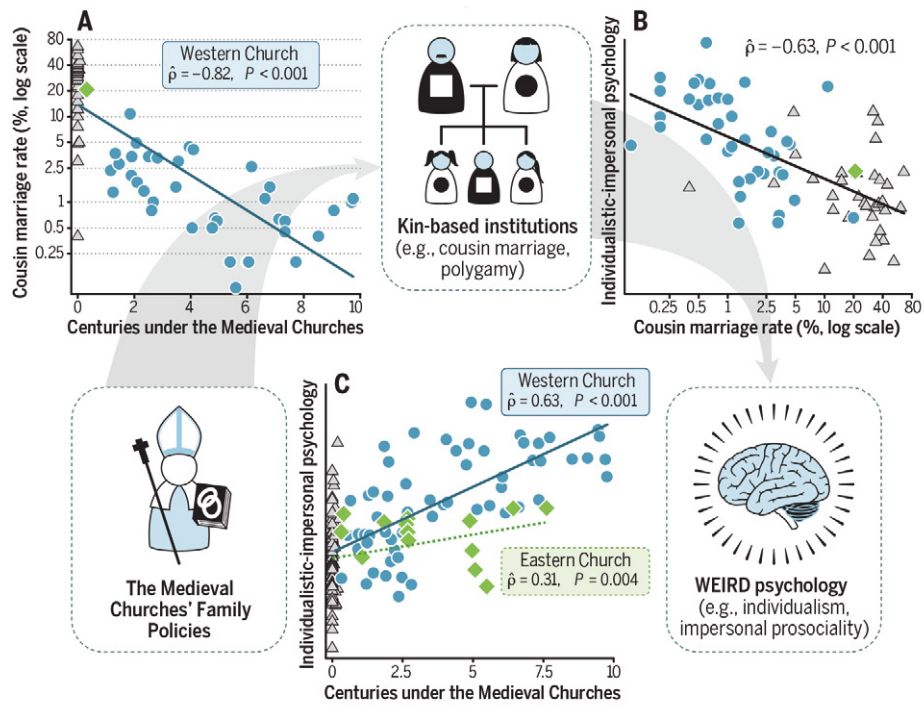 A
Cousin marriage rate (%, log scale)
80
40
20
10
5
2.5
1
0.5
0.25
Western Church
ρ̂ = –0.82, P < 0.001
0 2 4 6 8 10
Centuries under the Medieval Churches
Kin-based institutions
(e.g., cousin marriage,
polygamy)
B
Individualistic-impersonal psychology
ρ̂ = –0.63, P < 0.001
0.25 0.5 1 2.5 5 10 20 40 80
Cousin marriage rate (%, log scale)
The Medieval
Churches’ Family
Policies
C
Individualistic-impersonal psychology
Western Church
ρ̂ = 0.63, P < 0.001
Eastern Church
ρ̂ = 0.31, P = 0.004
0 2.5 5 7.5 10
Centuries under the Medieval Churches
WEIRD psychology
(e.g., individualism,
impersonal prosociality)